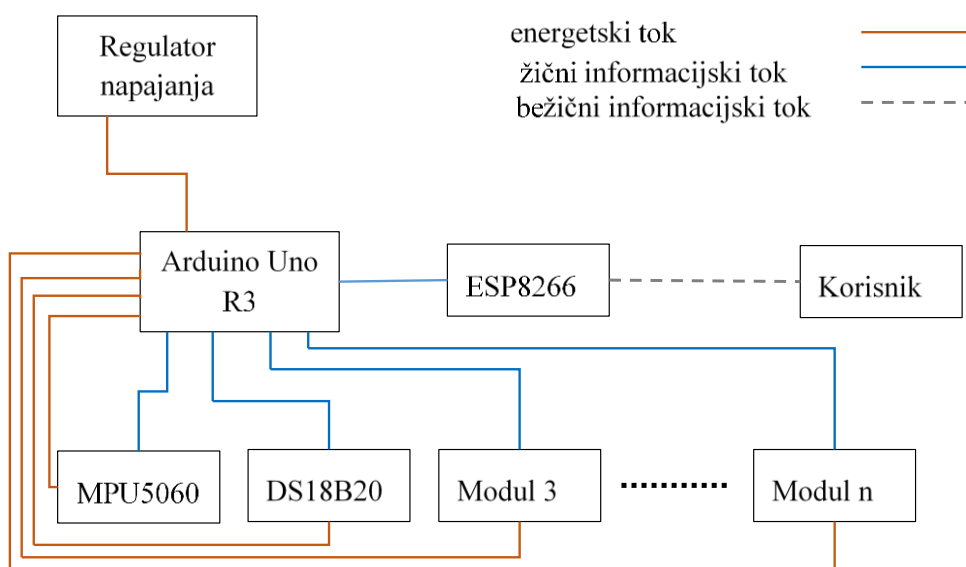 Regulator
napajanja
energetski tok
žični informacijski tok
bežični informacijski tok
Arduino Uno
R3
ESP8266
Korisnik
MPU5060
DS18B20
Modul 3
Modul n